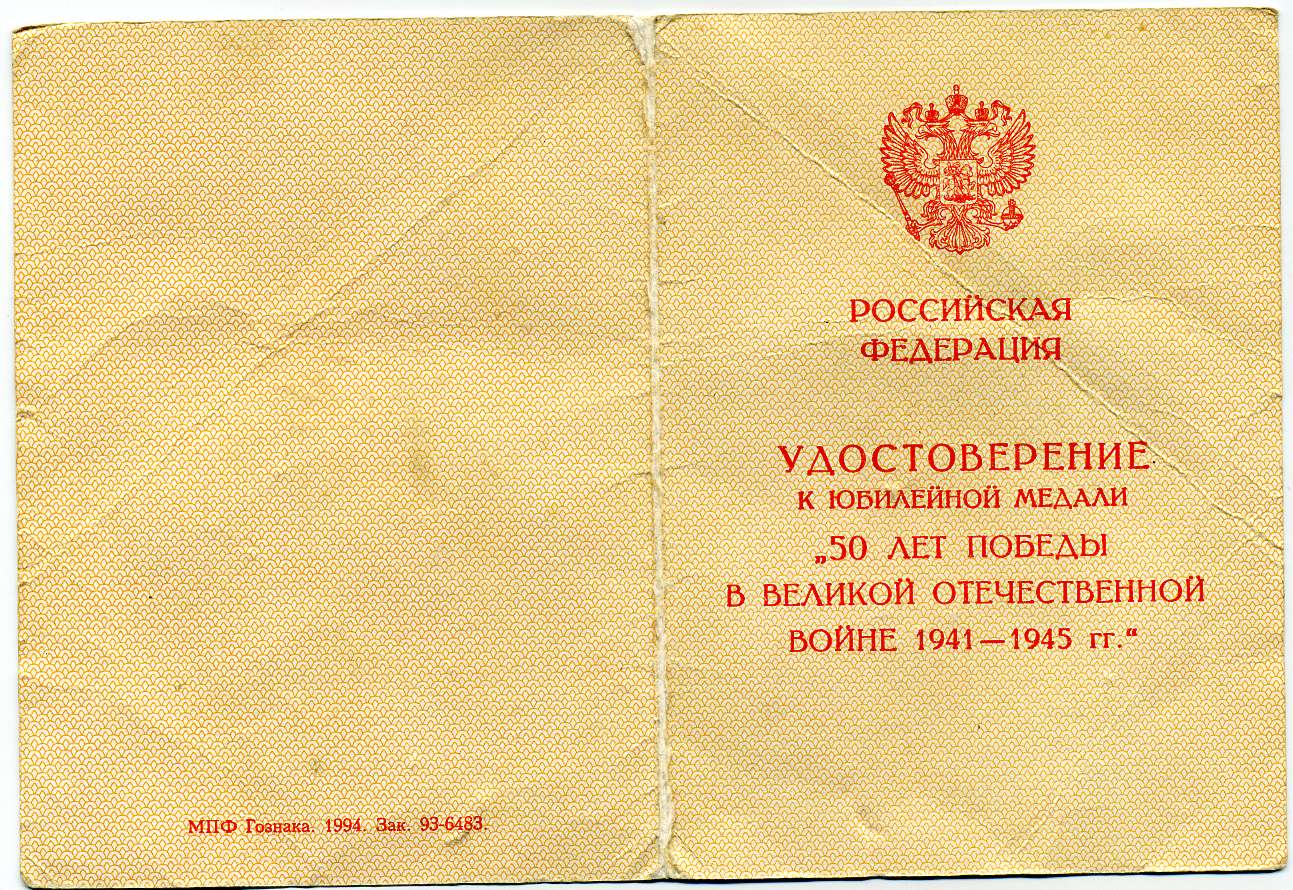 МПФ Гознака. 1994. Зак. 93-6483.
РОССИЙСКАЯ
ФЕДЕРАЦИЯ
УДОСТОВЕРЕНИЕ
К ЮБИЛЕЙНОЙ МЕДАЛИ
„50 ЛЕТ ПОБЕДЫ
В ВЕЛИКОЙ ОТЕЧЕСТВЕННОЙ
ВОЙНЕ 1941—1945 гг.“